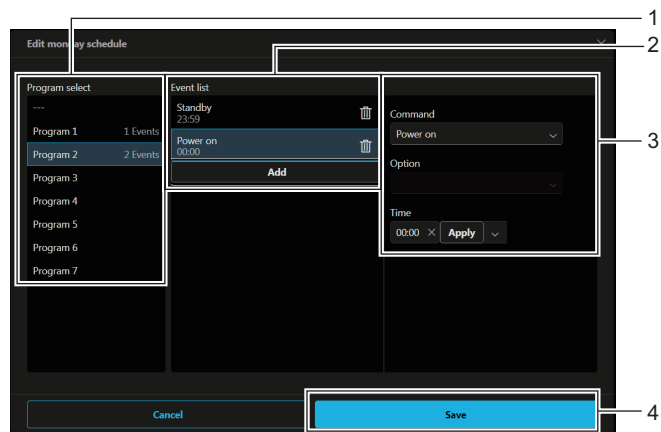 1
2
3
4
Edit monday schedule
Program select
---
Program 1 1 Events
Program 2 2 Events
Program 3
Program 4
Program 5
Program 6
Program 7
Event list
Standby
23:59
Power on
00:00
Add
Command
Power on
Option
Time
00:00 × Apply
Cancel
Save